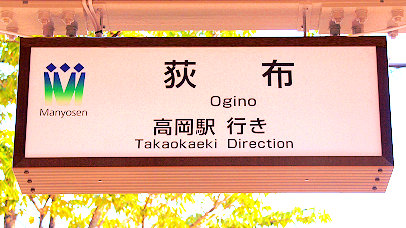 荻布
Ogino
高岡駅 行き
Takaokaeki Direction
Manyosen